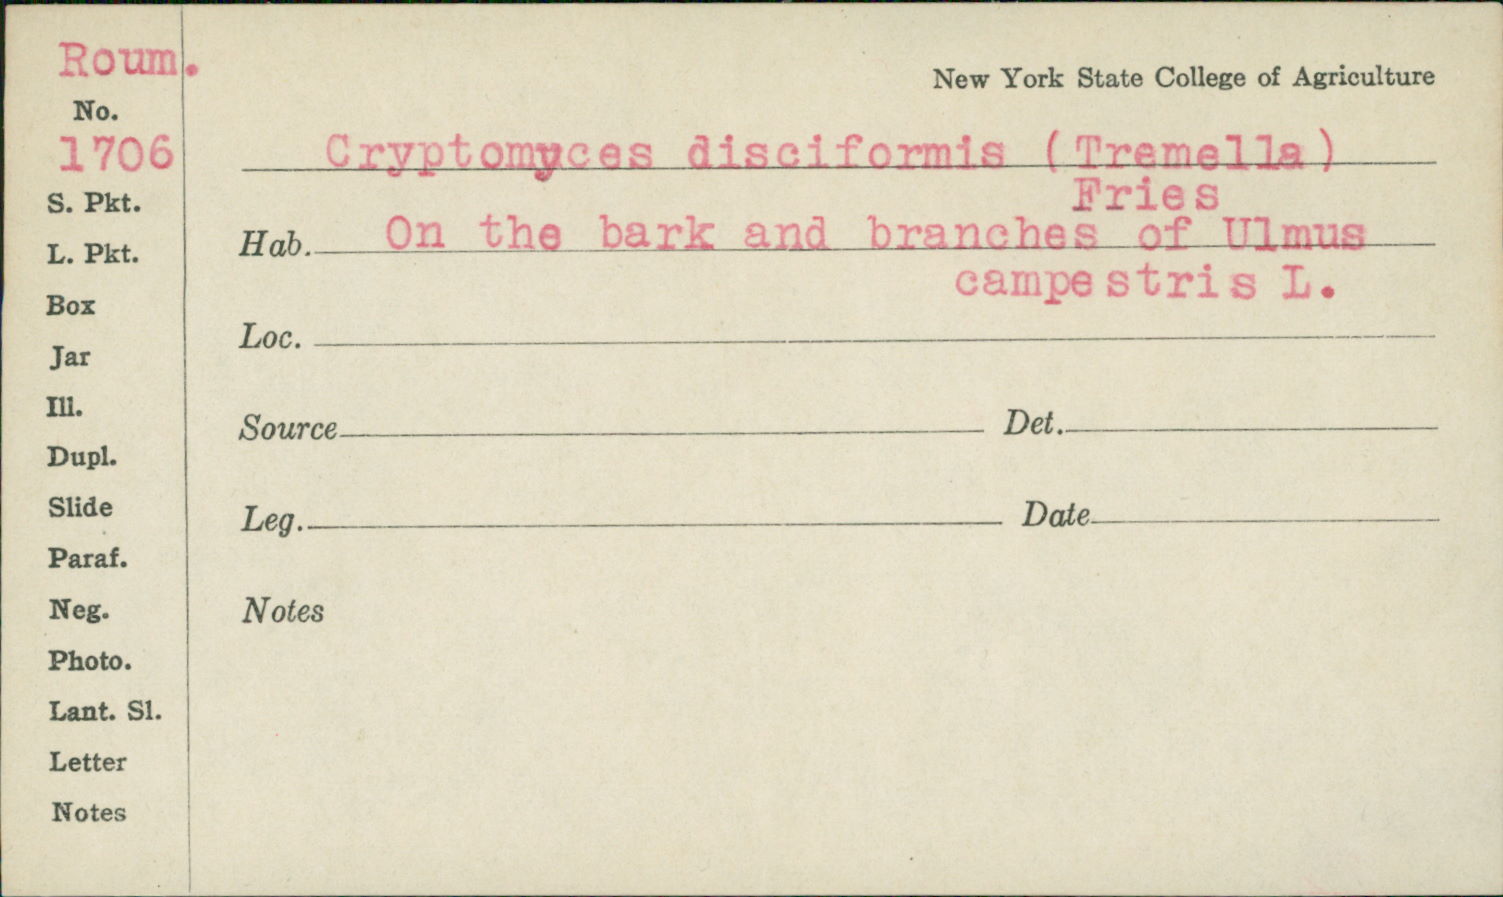 Roum.
No.
1706
S. Pkt.
L. Pkt.
Box
Jar
Ill.
Dupl.
Slide
Paraf.
Neg.
Photo.
Lant. Sl.
Letter
Notes
New York State College of Agriculture
Cryptomyces disciformis (Tremella)
Fries
Hab. On the bark and branches of Ulmus
campestris L.
Loc.
Source Det.
Leg. Date
Notes